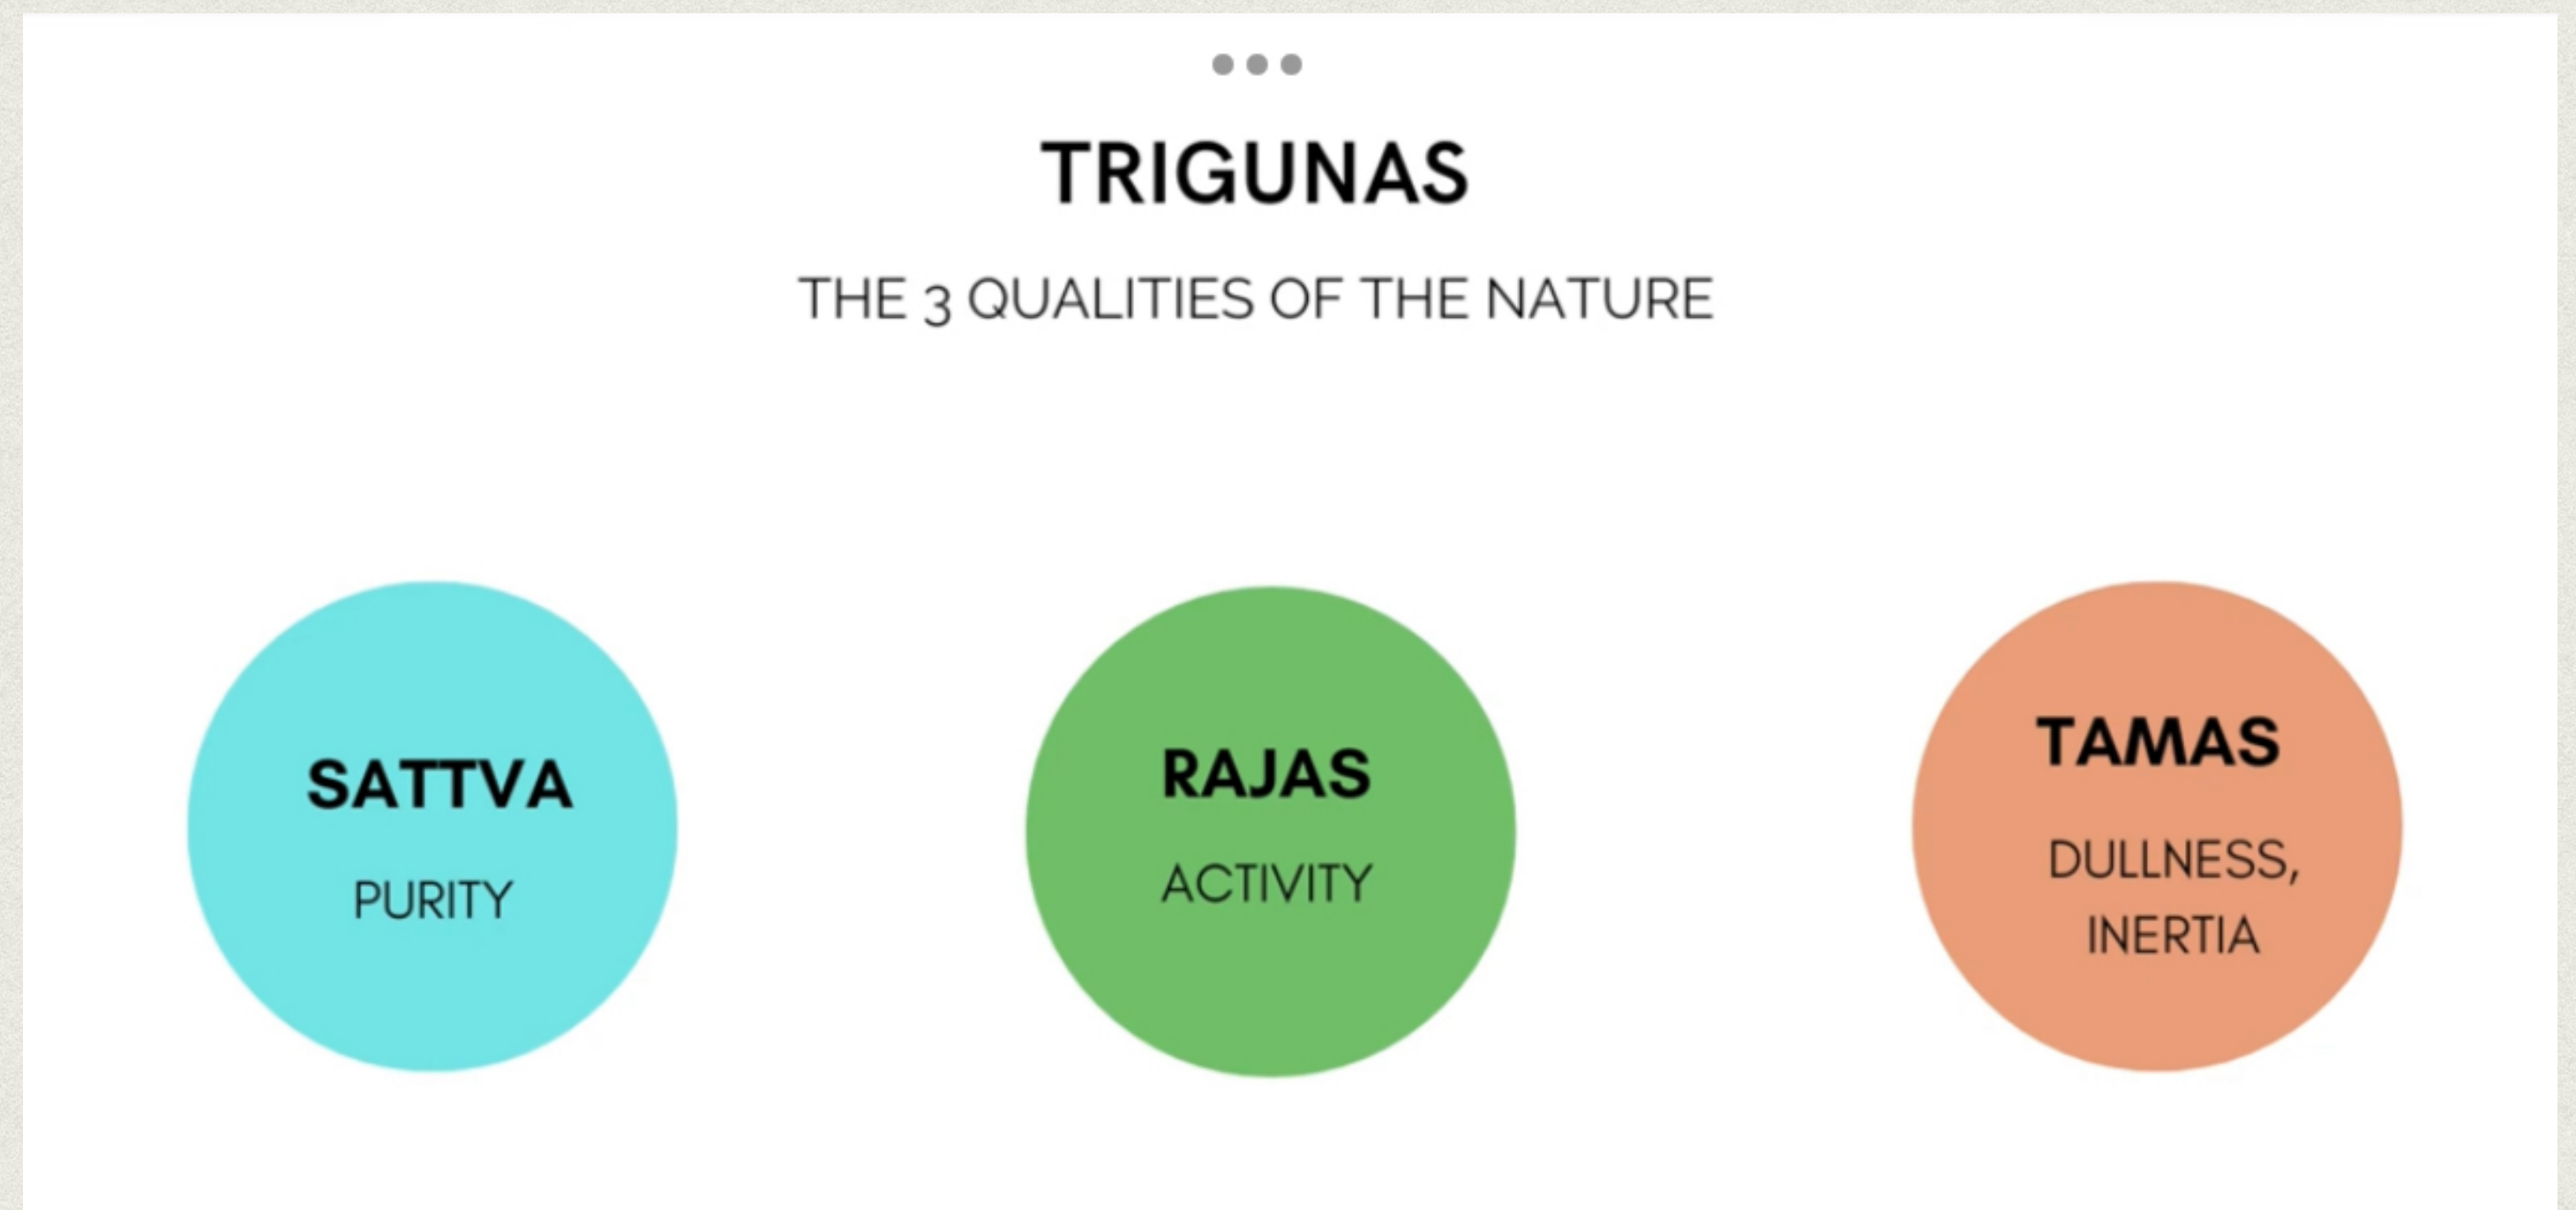 TRIGUNAS
THE 3 QUALITIES OF THE NATURE
SATTVA
PURITY
RAJAS
ACTIVITY
TAMAS
DULLNESS,
INERTIA